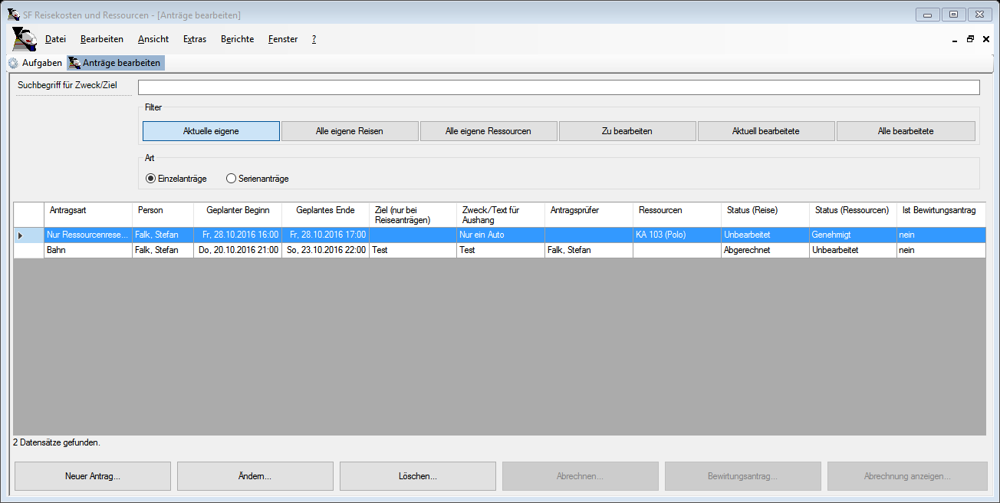 SF Reisekosten und Ressourcen - [Anträge bearbeiten]
Datei Bearbeiten Ansicht Extras Berichte Fenster ?
Aufgaben Anträge bearbeiten
Suchbegriff für Zweck/Ziel
Filter
Aktuelle eigene Alle eigene Reisen Alle eigene Ressourcen Zu bearbeiten Aktuell bearbeitete Alle bearbeitete
Art
Einzelanträge Serienanträge
Antragsart Person Geplanter Beginn Geplantes Ende Ziel (nur bei Reiseanträgen) Zweck/Text für Aushang Antragsprüfer Ressourcen Status (Reise) Status (Ressourcen) Ist Bewirtungsantrag
Nur Ressourcenrese... Falk, Stefan Fr, 28.10.2016 16:00 Fr, 28.10.2016 17:00 Nur ein Auto KA 103 (Polo) Unbearbeitet Genehmigt nein
Bahn Falk, Stefan Do, 20.10.2016 21:00 So, 23.10.2016 22:00 Test Test Falk, Stefan Abgerechnet Unbearbeitet nein
2 Datensätze gefunden.
Neuer Antrag... Ändern... Löschen... Abrechnen... Bewirtungsantrag... Abrechnung anzeigen...